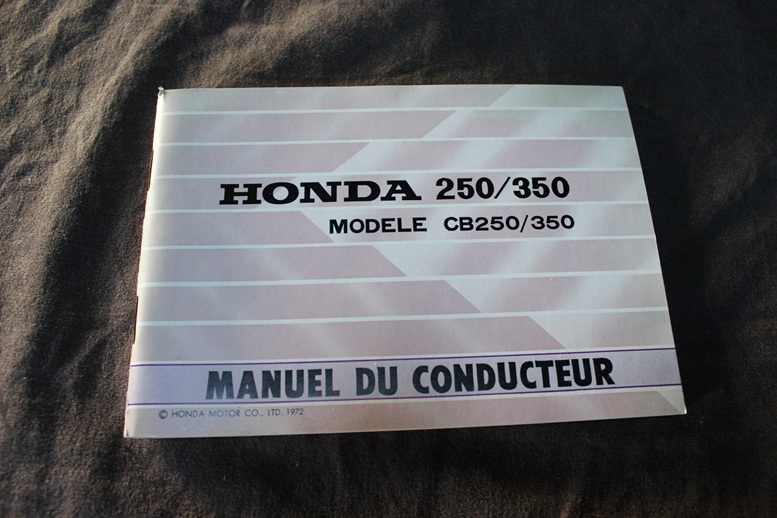 HONDA 250/350
MODELE CB250/350
MANUEL DU CONDUCTEUR
© HONDA MOTOR CO., LTD. 1972